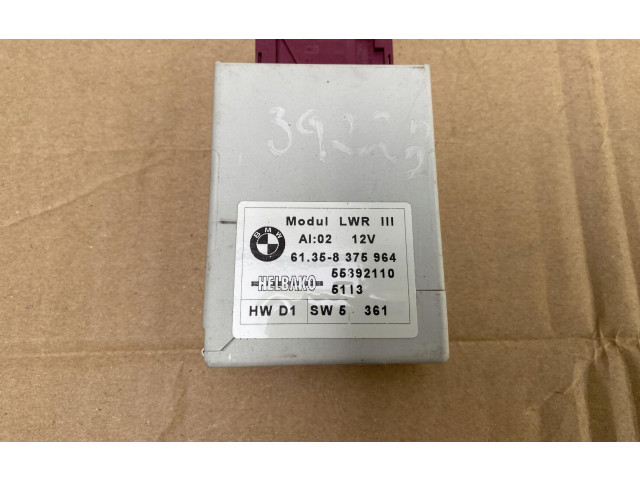 Modul LWR III
BMW
AI:02 12V
61.35-8 375 964
55392110
HELBAKO
5113
HW D1 SW 5 361